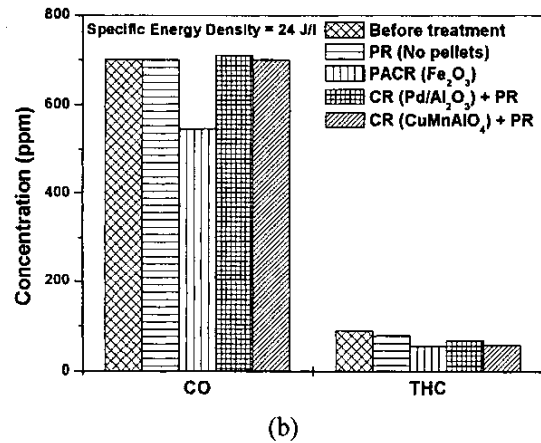 Specific Energy Density = 24 J/l
Before treatment
PR (No pellets)
PACR (Fe₂O₃)
CR (Pd/Al₂O₃) + PR
CR (CuMnAlO₄) + PR
Concentration (ppm)
800
600
400
200
0
CO THC
(b)